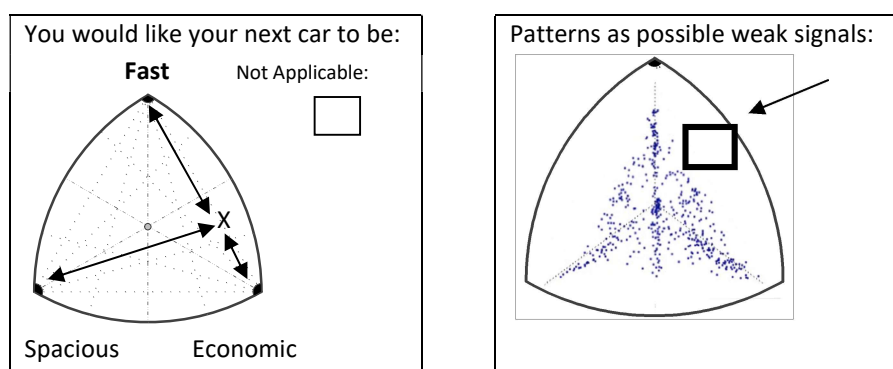 You would like your next car to be:
Fast
Not Applicable:
X
Spacious
Economic
Patterns as possible weak signals: